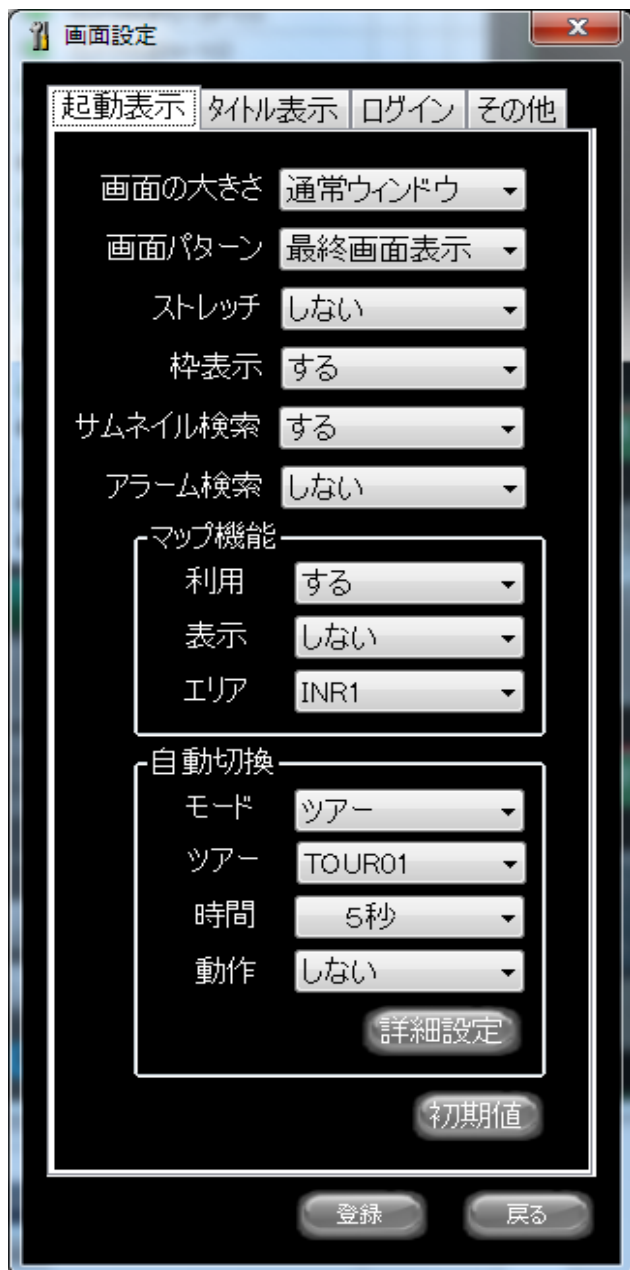 画面設定
起動表示 タイトル表示 ログイン その他
画面の大きさ 通常ウィンドウ
画面パターン 最終画面表示
ストレッチ しない
枠表示 する
サムネイル検索 する
アラーム検索 しない
マップ機能
利用 する
表示 しない
エリア INR1
自動切換
モード ツアー
ツアー TOUR01
時間 5秒
動作 しない
詳細設定
初期値
登録 戻る